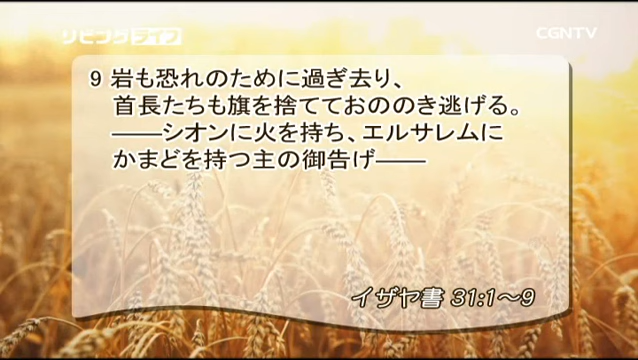 リビングライフ
CGNTV
9 岩も恐れのために過ぎ去り、
首長たちも旗を捨てておののき逃げる。
——シオンに火を持ち、エルサレムに
かまどを持つ主の御告げ——
イザヤ書 31:1～9